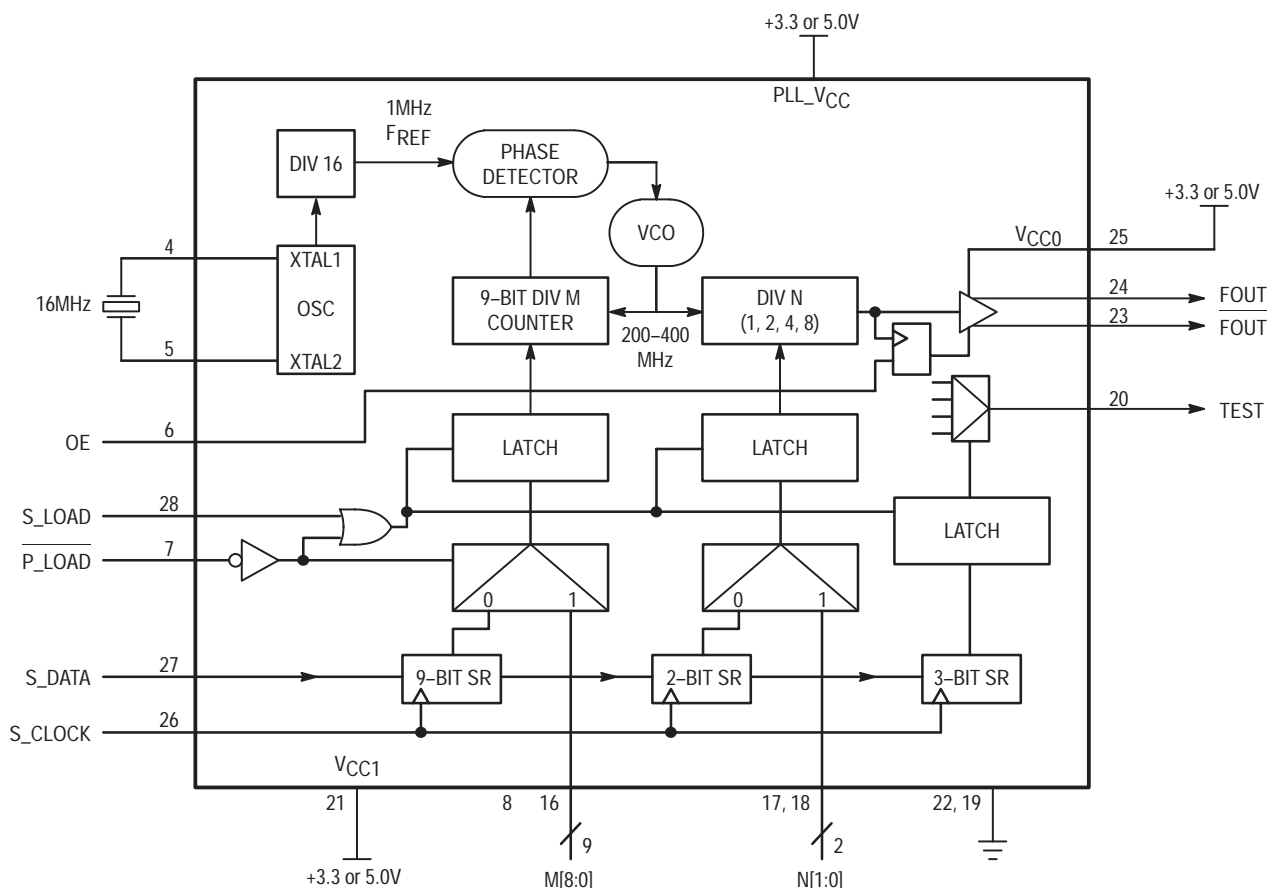 +3.3 or 5.0V
PLL_VCC
1MHz
FREF
DIV 16
PHASE
DETECTOR
+3.3 or 5.0V
VCO
VCC0
25
4
XTAL1
16MHz
OSC
9–BIT DIV M
COUNTER
DIV N
(1, 2, 4, 8)
24
FOUT
23
FOUT
200–400
MHz
5
XTAL2
20
TEST
OE
6
LATCH
LATCH
S_LOAD
28
LATCH
P_LOAD
7
0
1
0
1
S_DATA
27
9–BIT SR
2–BIT SR
3–BIT SR
S_CLOCK
26
VCC1
21
8
16
17, 18
22, 19
9
2
+3.3 or 5.0V
M[8:0]
N[1:0]